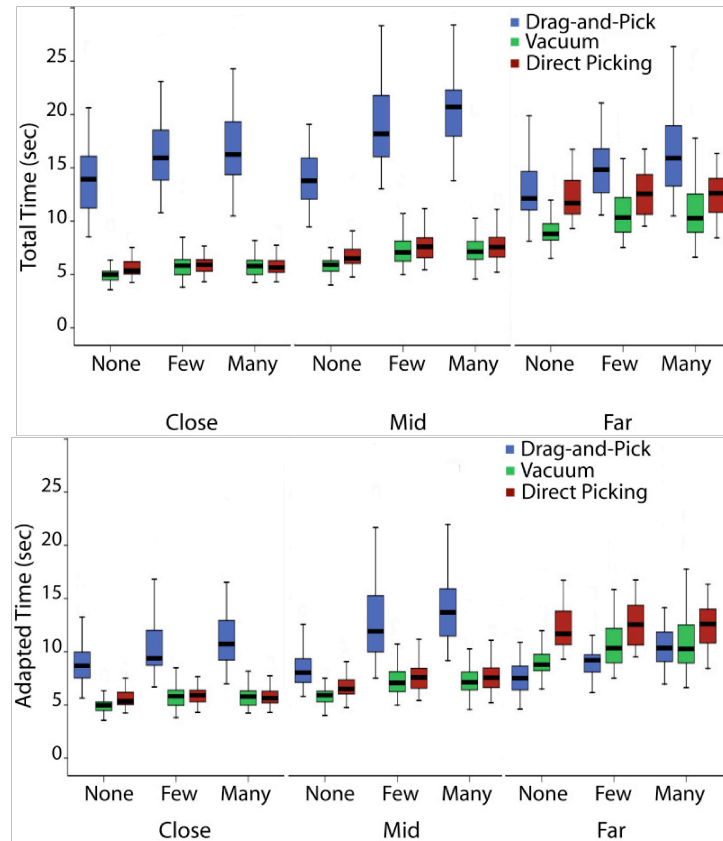 Drag-and-Pick
Vacuum
Direct Picking
Total Time (sec)
25
20
15
10
5
0
None Few Many None Few Many None Few Many
Close Mid Far
Drag-and-Pick
Vacuum
Direct Picking
Adapted Time (sec)
25
20
15
10
5
0
None Few Many None Few Many None Few Many
Close Mid Far